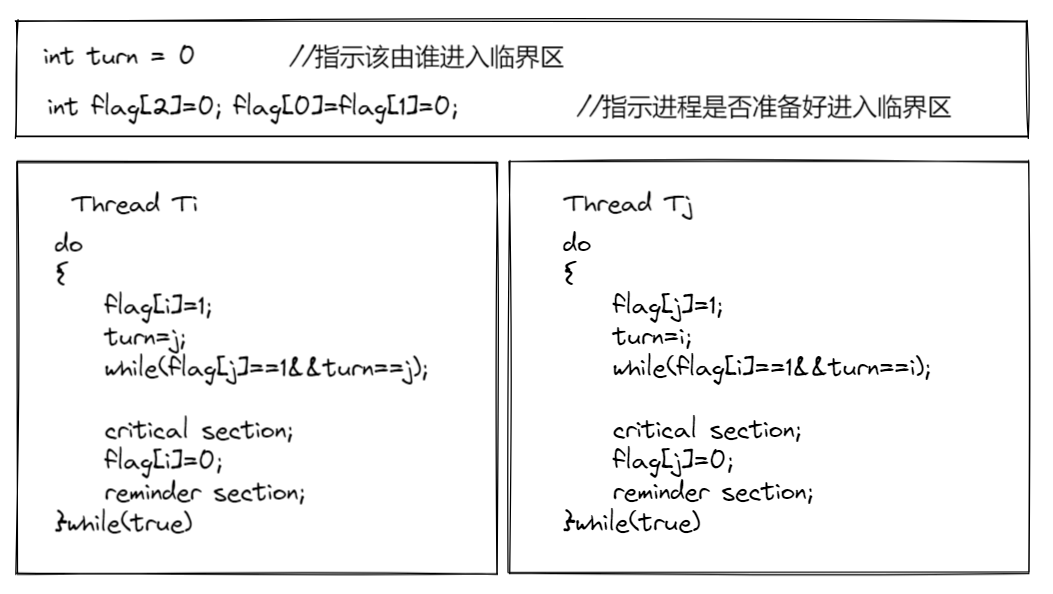 int turn = 0 //指示该由谁进入临界区
int flag[2]=0; flag[0]=flag[1]=0; //指示进程是否准备好进入临界区
Thread Ti
do
{
flag[i]=1;
turn=j;
while(flag[j]==1&&turn==j);
critical section;
flag[i]=0;
reminder section;
}while(true)
Thread Tj
do
{
flag[j]=1;
turn=i;
while(flag[i]==1&&turn==i);
critical section;
flag[j]=0;
reminder section;
}while(true)